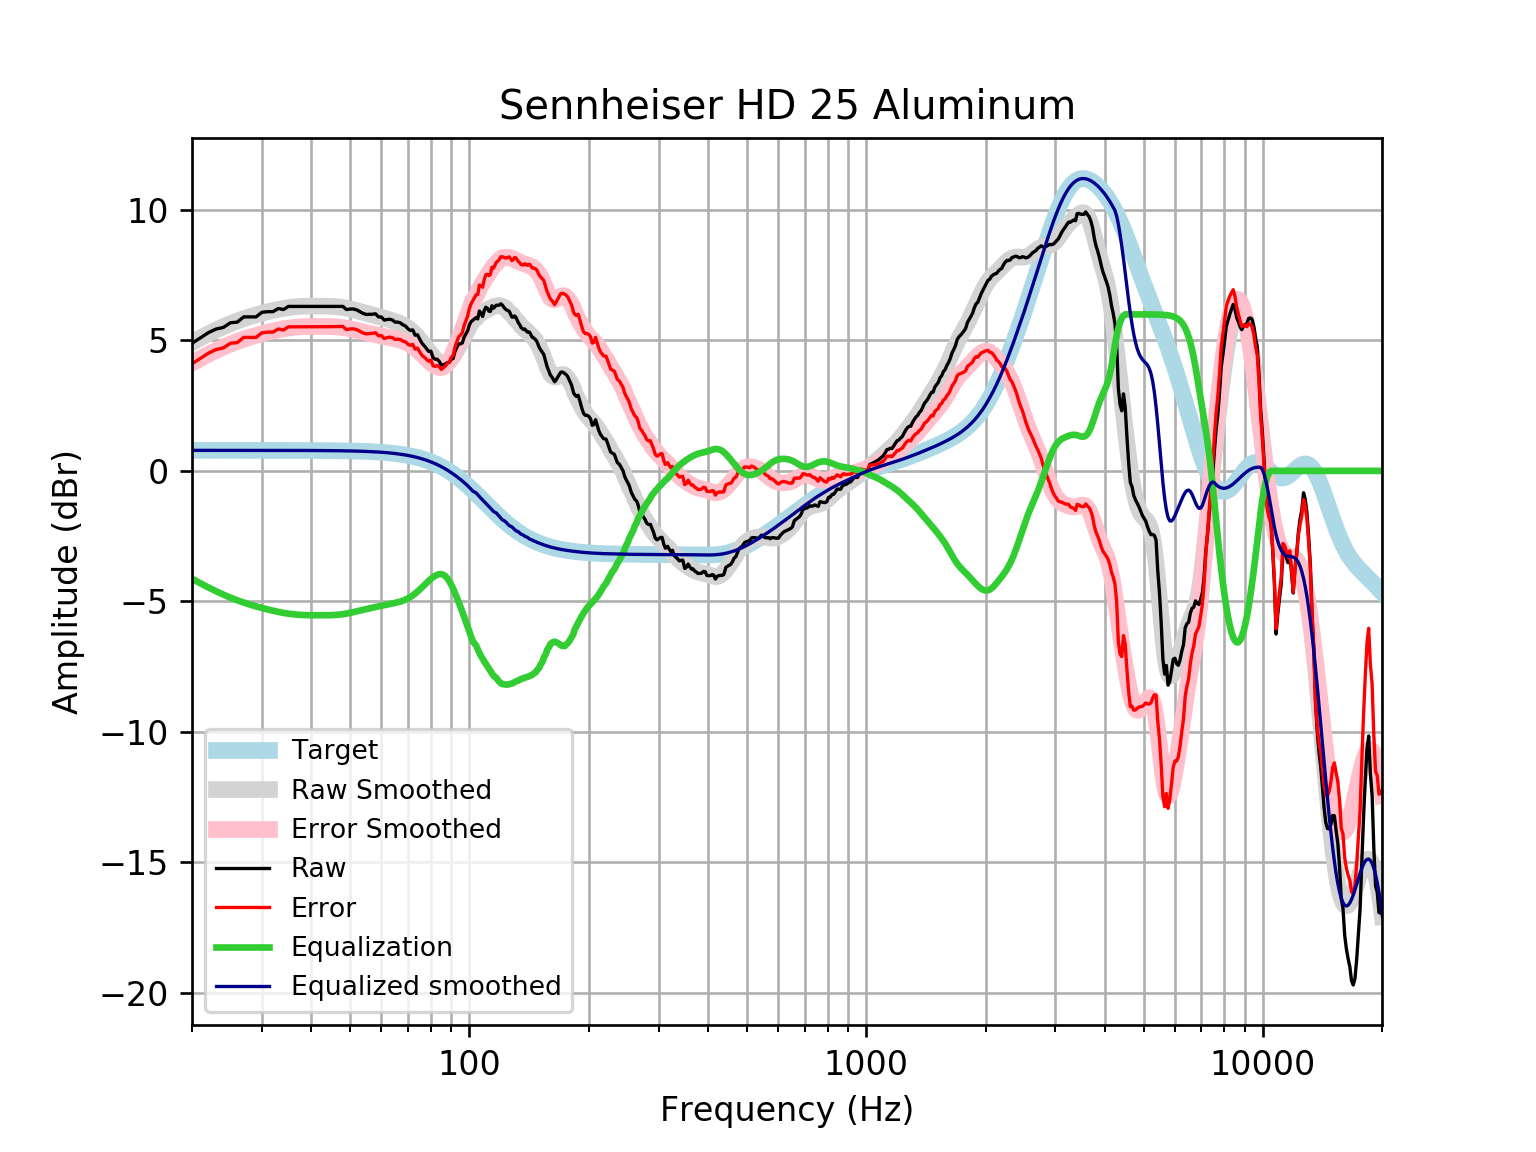 Sennheiser HD 25 Aluminum
Amplitude (dBr)
10
5
0
−5
−10
−15
−20
Target
Raw Smoothed
Error Smoothed
Raw
Error
Equalization
Equalized smoothed
100 1000 10000
Frequency (Hz)